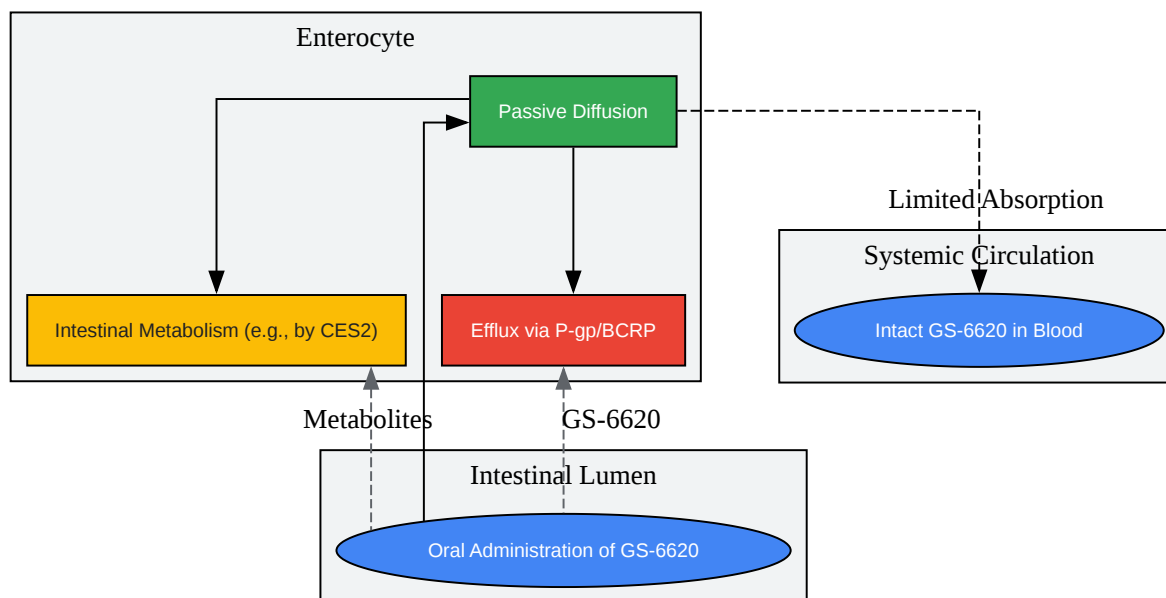 Enterocyte
Passive Diffusion
Limited Absorption
Systemic Circulation
Intestinal Metabolism (e.g., by CES2)
Efflux via P-gp/BCRP
Intact GS-6620 in Blood
Metabolites
GS-6620
Intestinal Lumen
Oral Administration of GS-6620